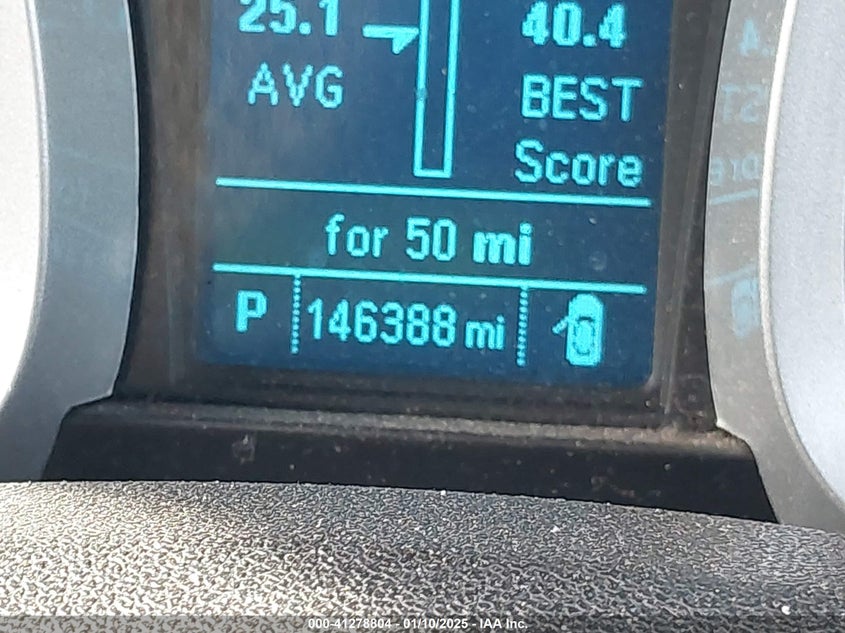 25.1 40.4
AVG BEST
Score
for 50 mi
P 146388 mi
000-41278804 - 01/10/2025 - IAA Inc.